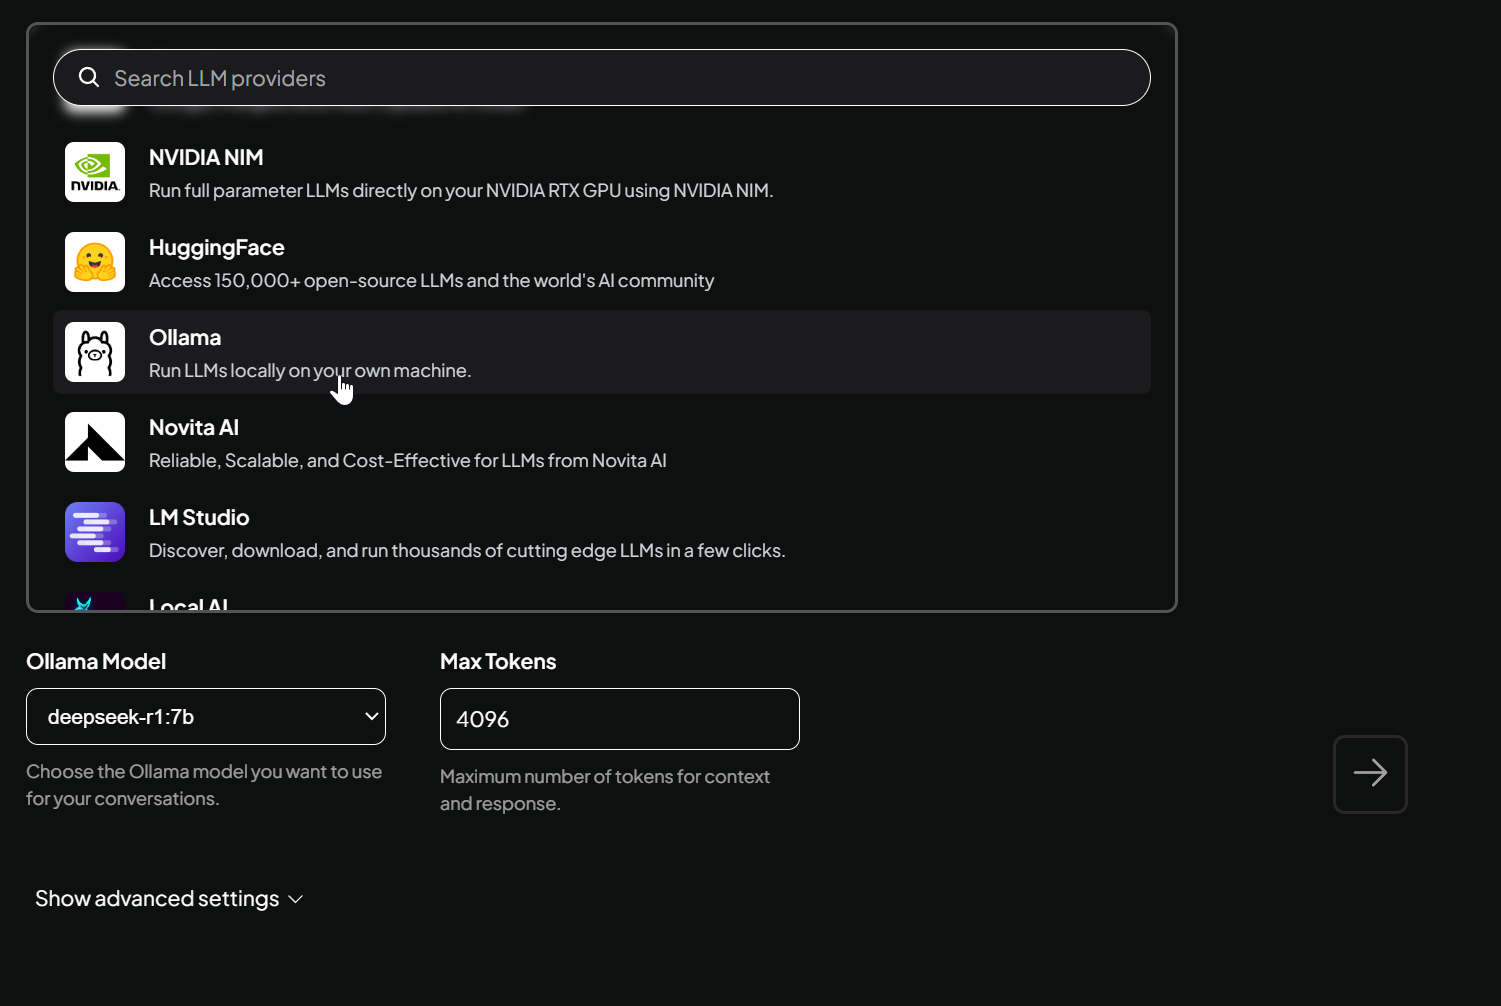 Search LLM providers
NVIDIA NIM
NVIDIA.
Run full parameter LLMs directly on your NVIDIA RTX GPU using NVIDIA NIM.
HuggingFace
Access 150,000+ open-source LLMs and the world's AI community
Ollama
Run LLMs locally on your own machine.
Novita AI
Reliable, Scalable, and Cost-Effective for LLMs from Novita AI
LM Studio
Discover, download, and run thousands of cutting edge LLMs in a few clicks.
Local AI
Ollama Model
Max Tokens
deepseek-r1:7b
4096
Choose the Ollama model you want to use
for your conversations.
Maximum number of tokens for context
and response.
Show advanced settings